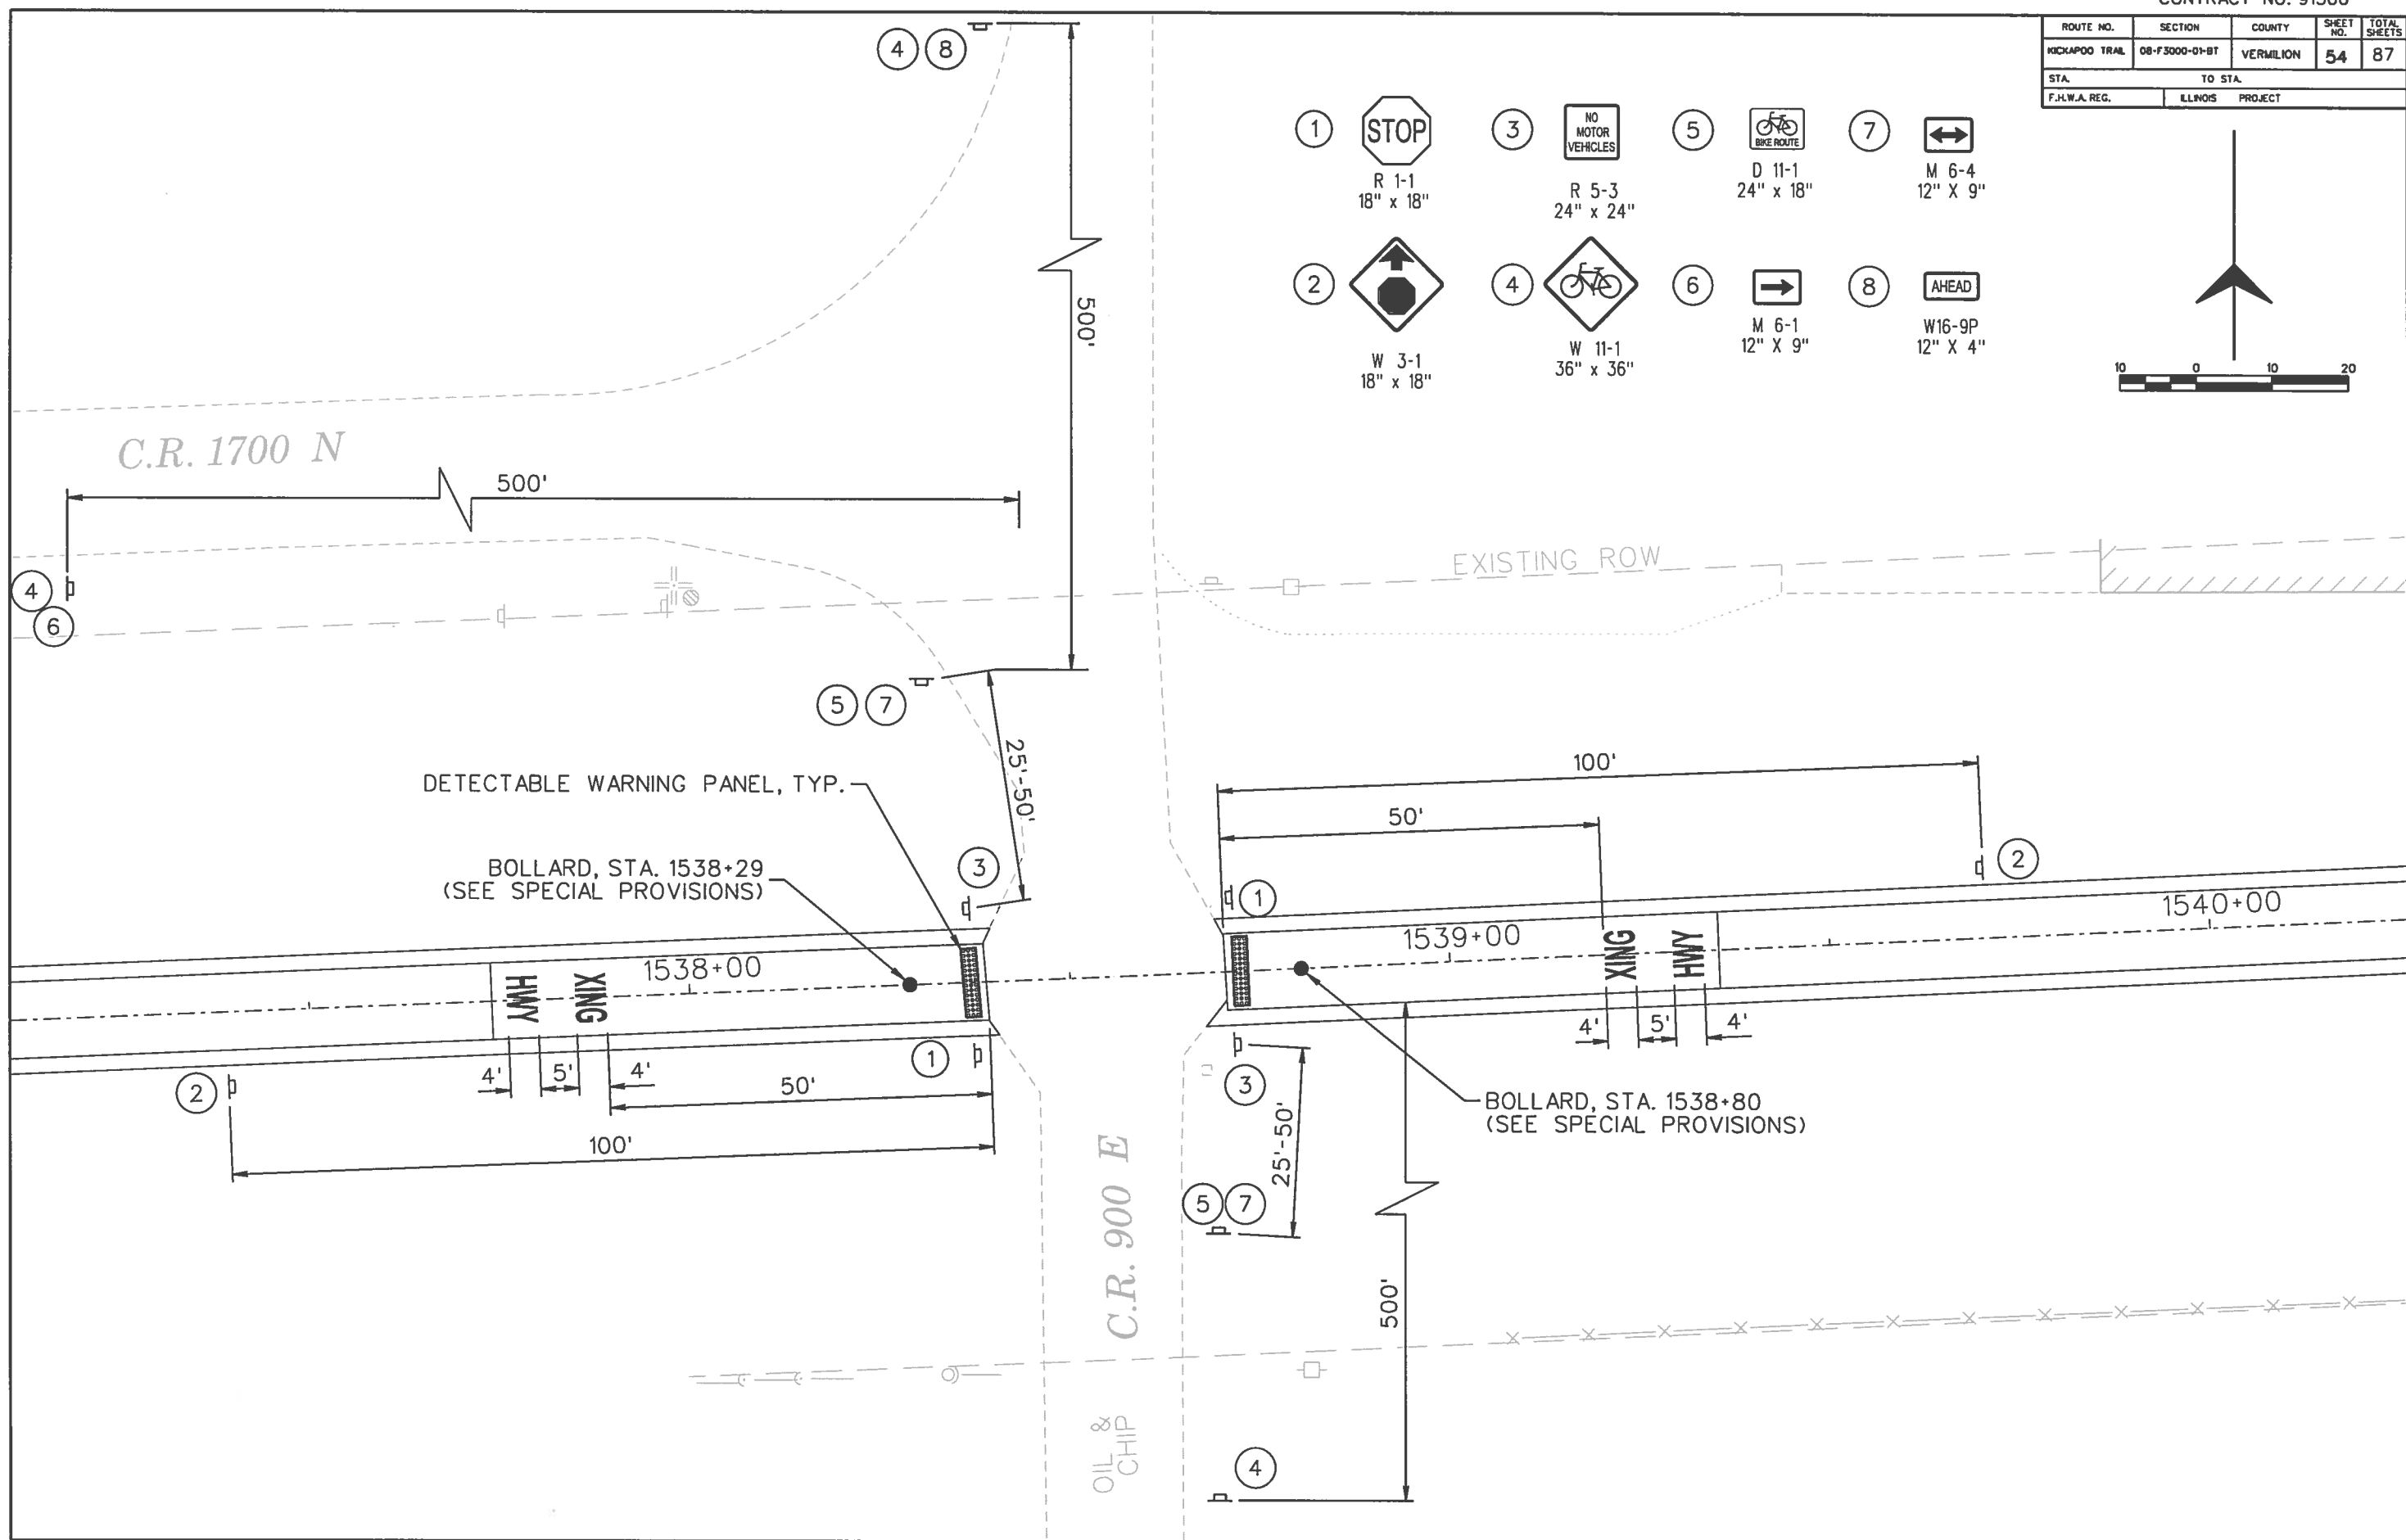 ROUTE NO. SECTION COUNTY SHEET NO. TOTAL SHEETS
KICKAPOO TRAIL 08-F3000-01-BT VERMILION 54 87
STA. TO STA.
F.H.W.A. REG. ILLINOIS PROJECT
4 8
1 STOP
R 1-1
18" x 18"
3 NO MOTOR VEHICLES
R 5-3
24" x 24"
5 BIKE ROUTE
D 11-1
24" x 18"
7
M 6-4
12" X 9"
2
W 3-1
18" x 18"
4
W 11-1
36" x 36"
6
M 6-1
12" X 9"
8 AHEAD
W16-9P
12" X 4"
10 0 10 20
500'
C.R. 1700 N
500'
4
6
EXISTING ROW
5 7
25'-50'
DETECTABLE WARNING PANEL, TYP.
BOLLARD, STA. 1538+29
(SEE SPECIAL PROVISIONS)
3
100'
50'
2
1
1540+00
1539+00
XING
HWY
1538+00
HWY
XING
4' 5' 4'
1
2
4' 5' 4'
50'
100'
3
25'-50'
BOLLARD, STA. 1538+80
(SEE SPECIAL PROVISIONS)
5 7
C.R. 900 E
500'
OIL &
CHIP
4